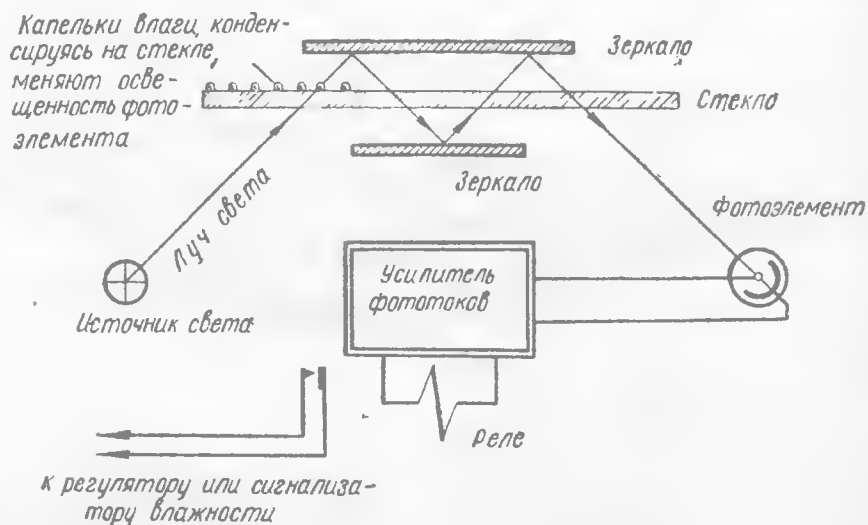 Капельки влаги, конден-
сируясь на стекле,
меняют осве-
щенность фото-
элемента
Зеркало
Стекло
Зеркало
Фотоэлемент
Луч света
Усилитель
фототоков
Источник света
Реле
к регулятору или сигнализа-
тору влажности